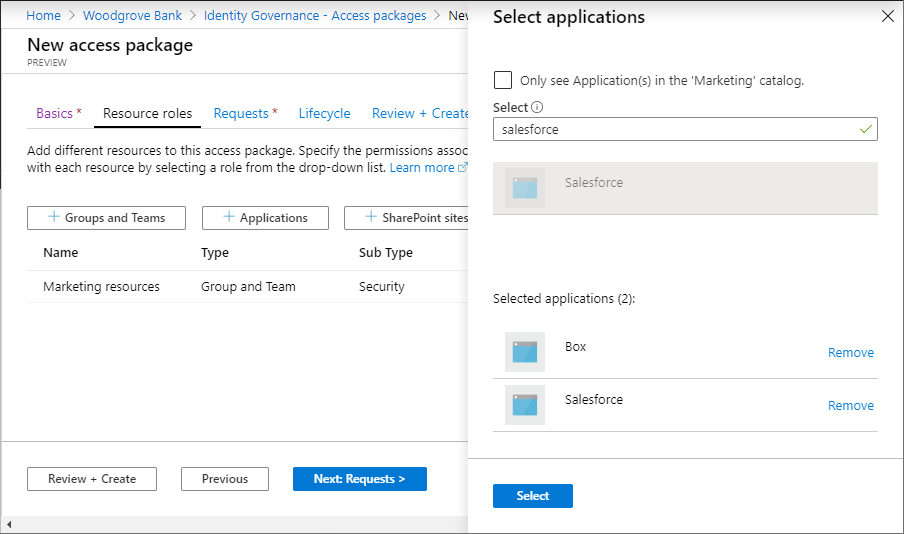 Home > Woodgrove Bank > Identity Governance - Access packages > New
New access package
PREVIEW
Basics * Resource roles Requests * Lifecycle Review + Create
Add different resources to this access package. Specify the permissions assoc
with each resource by selecting a role from the drop-down list. Learn more
+ Groups and Teams + Applications + SharePoint sites
Name Type Sub Type
Marketing resources Group and Team Security
Review + Create Previous Next: Requests >
Select applications
Only see Application(s) in the 'Marketing' catalog.
Select
salesforce
Salesforce
Selected applications (2):
Box
Remove
Salesforce
Remove
Select